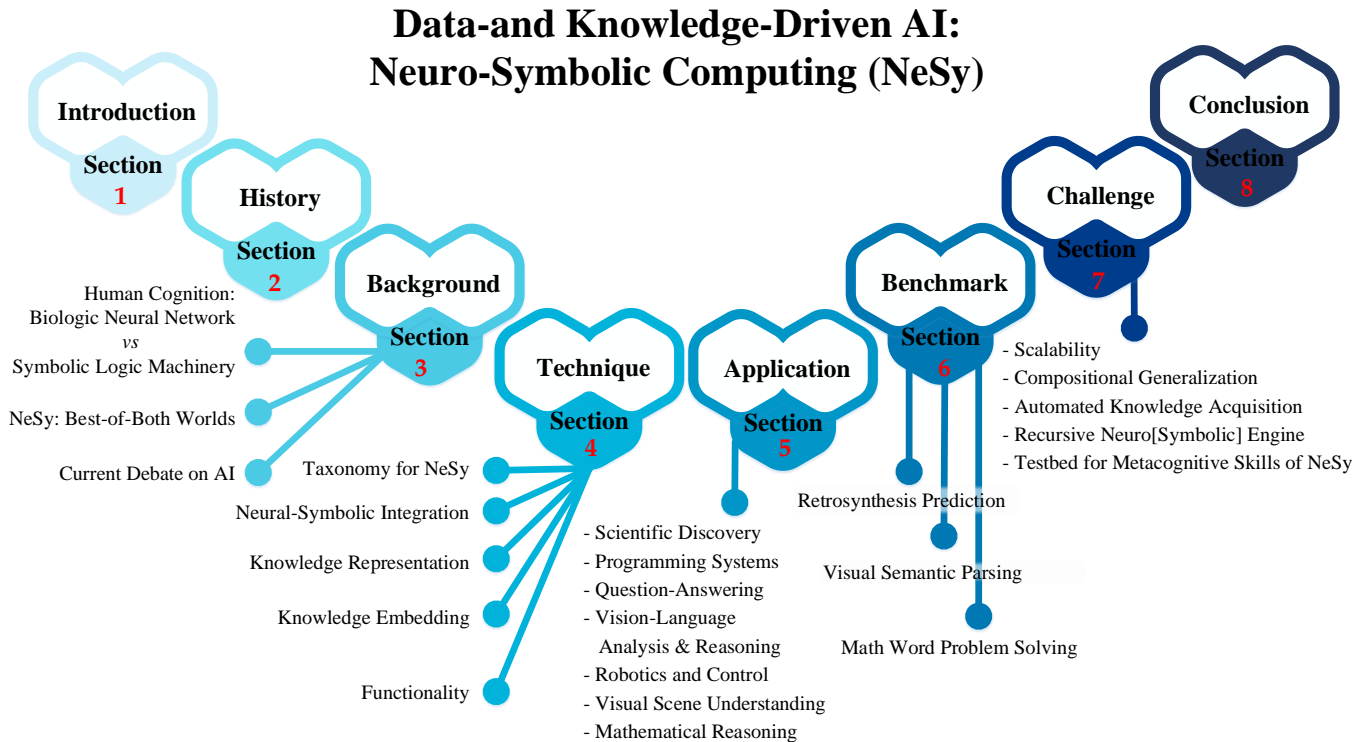 Data-and Knowledge-Driven AI:
Neuro-Symbolic Computing (NeSy)
Introduction
Section
1
History
Section
2
Background
Section
3
Human Cognition:
Biologic Neural Network
vs
Symbolic Logic Machinery
NeSy: Best-of-Both Worlds
Current Debate on AI
Technique
Section
4
Taxonomy for NeSy
Neural-Symbolic Integration
Knowledge Representation
Knowledge Embedding
Functionality
Application
Section
5
- Scientific Discovery
- Programming Systems
- Question-Answering
- Vision-Language
Analysis & Reasoning
- Robotics and Control
- Visual Scene Understanding
- Mathematical Reasoning
Benchmark
Section
6
Retrosynthesis Prediction
Visual Semantic Parsing
Math Word Problem Solving
Challenge
Section
7
- Scalability
- Compositional Generalization
- Automated Knowledge Acquisition
- Recursive Neuro[Symbolic] Engine
- Testbed for Metacognitive Skills of NeSy
Conclusion
Section
8